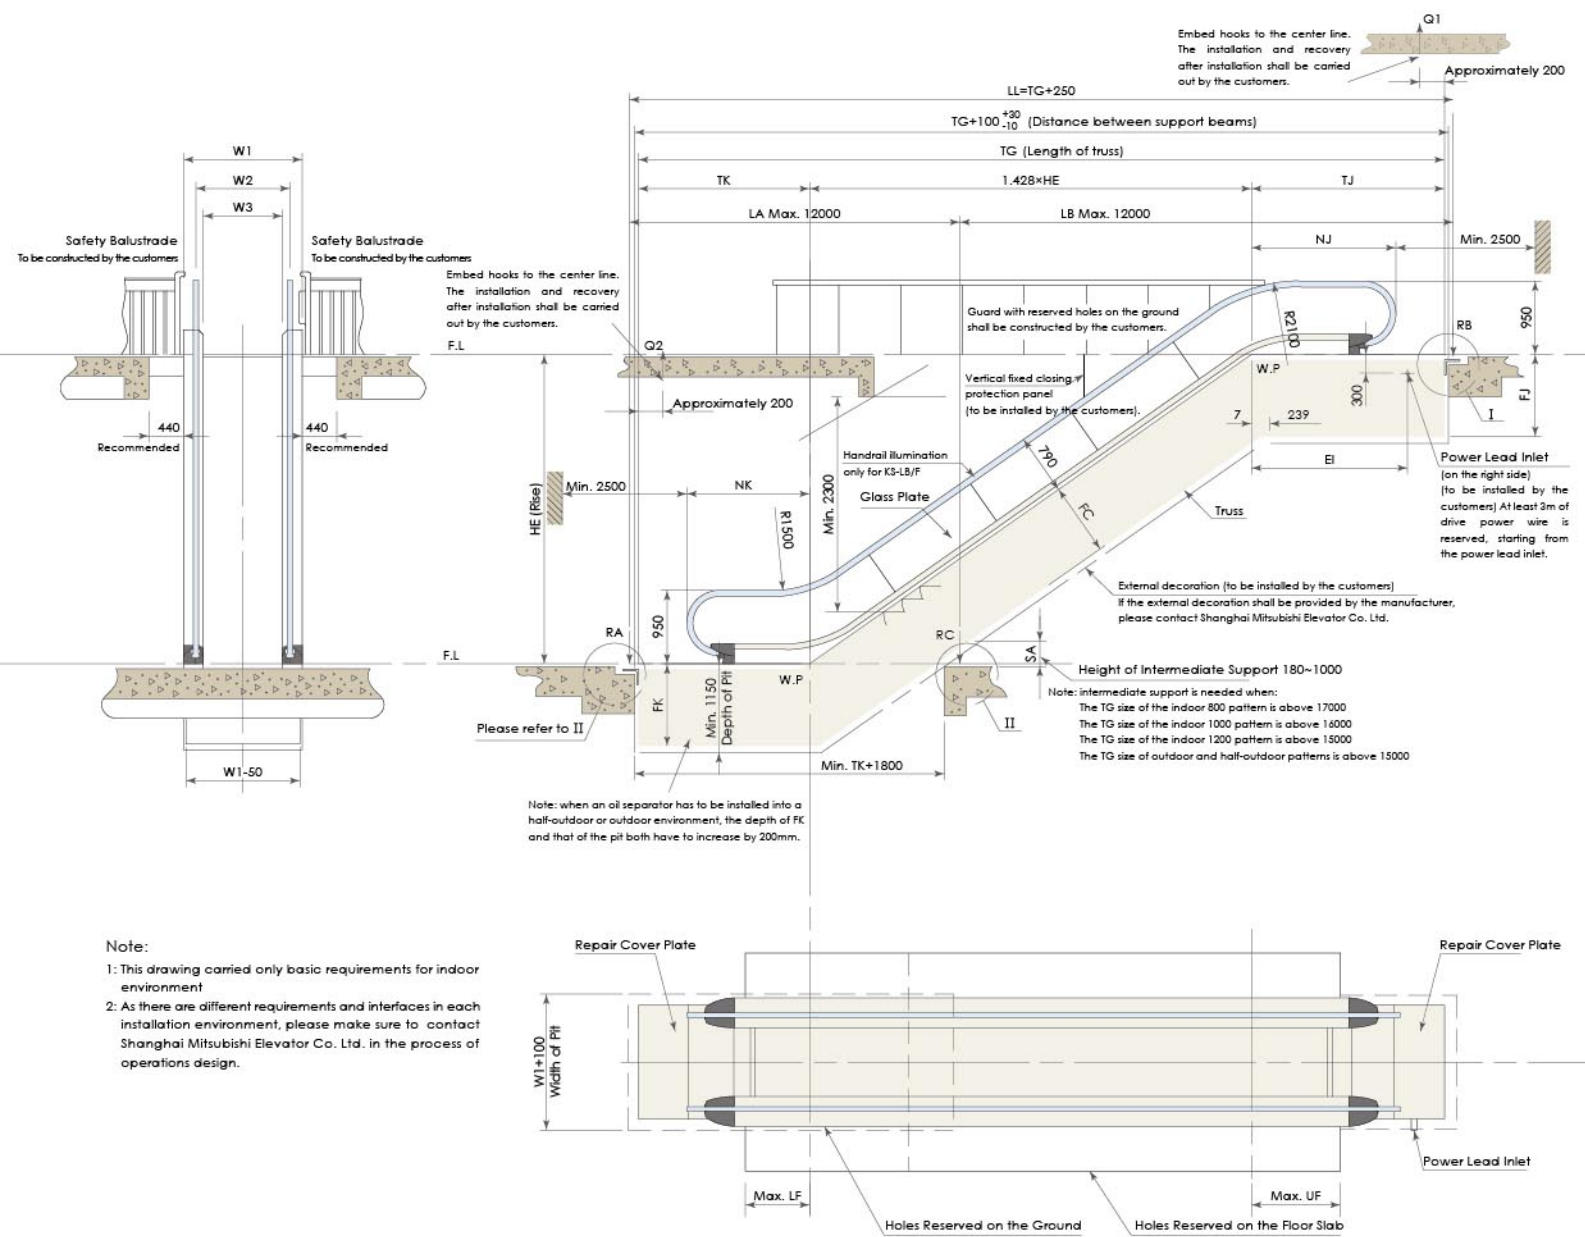 Q1
Embed hooks to the center line.
The installation and recovery
after installation shall be carried
out by the customers.
Approximately 200
LL=TG+250
TG+100 +30 -10 (Distance between support beams)
TG (Length of truss)
TK
1.428×HE
TJ
LA Max. 12000
LB Max. 12000
NJ
Min. 2500
W1
W2
W3
Safety Balustrade
To be constructed by the customers
Safety Balustrade
To be constructed by the customers
Embed hooks to the center line.
The installation and recovery
after installation shall be carried
out by the customers.
Guard with reserved holes on the ground
shall be constructed by the customers.
R2100
950
RB
F.L
Q2
Vertical fixed closing
protection panel
(to be installed by the customers).
W.P
300
FJ
I
Approximately 200
7
239
440
Recommended
440
Recommended
EI
Power Lead Inlet
(on the right side)
(to be installed by the
customers) At least 3m of
drive power wire is
reserved, starting from
the power lead inlet.
Handrail illumination
only for KS-LB/F
Glass Plate
790
FC
Truss
HE (Rise)
Min. 2500
NK
R1500
Min. 2300
External decoration (to be installed by the customers)
If the external decoration shall be provided by the manufacturer,
please contact Shanghai Mitsubishi Elevator Co. Ltd.
950
RA
RC
SA
F.L
W.P
Height of Intermediate Support 180~1000
Note: intermediate support is needed when:
The TG size of the indoor 800 pattern is above 17000
The TG size of the indoor 1000 pattern is above 16000
The TG size of the indoor 1200 pattern is above 15000
The TG size of outdoor and half-outdoor patterns is above 15000
FK
Min. 1150
Depth of Pit
Please refer to II
II
Min. TK+1800
W1-50
Note: when an oil separator has to be installed into a
half-outdoor or outdoor environment, the depth of FK
and that of the pit both have to increase by 200mm.
Note:
1: This drawing carried only basic requirements for indoor
environment
2: As there are different requirements and interfaces in each
installation environment, please make sure to contact
Shanghai Mitsubishi Elevator Co. Ltd. in the process of
operations design.
Repair Cover Plate
Repair Cover Plate
W1+100
Width of Pit
Power Lead Inlet
Max. LF
Max. UF
Holes Reserved on the Ground
Holes Reserved on the Floor Slab